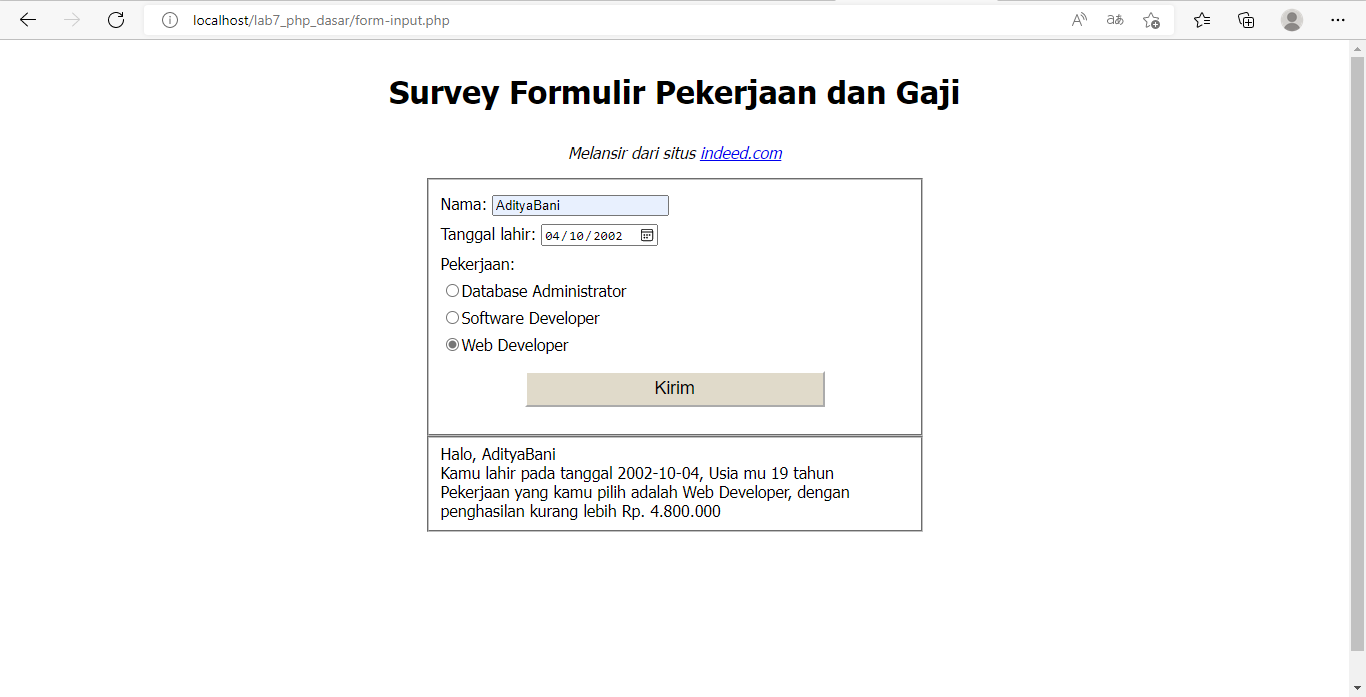 localhost/lab7_php_dasar/form-input.php
Survey Formulir Pekerjaan dan Gaji
Melansir dari situs indeed.com
Nama: AdityaBani
Tanggal lahir: 04/10/2002
Pekerjaan:
Database Administrator
Software Developer
Web Developer
Kirim
Halo, AdityaBani
Kamu lahir pada tanggal 2002-10-04, Usia mu 19 tahun
Pekerjaan yang kamu pilih adalah Web Developer, dengan
penghasilan kurang lebih Rp. 4.800.000